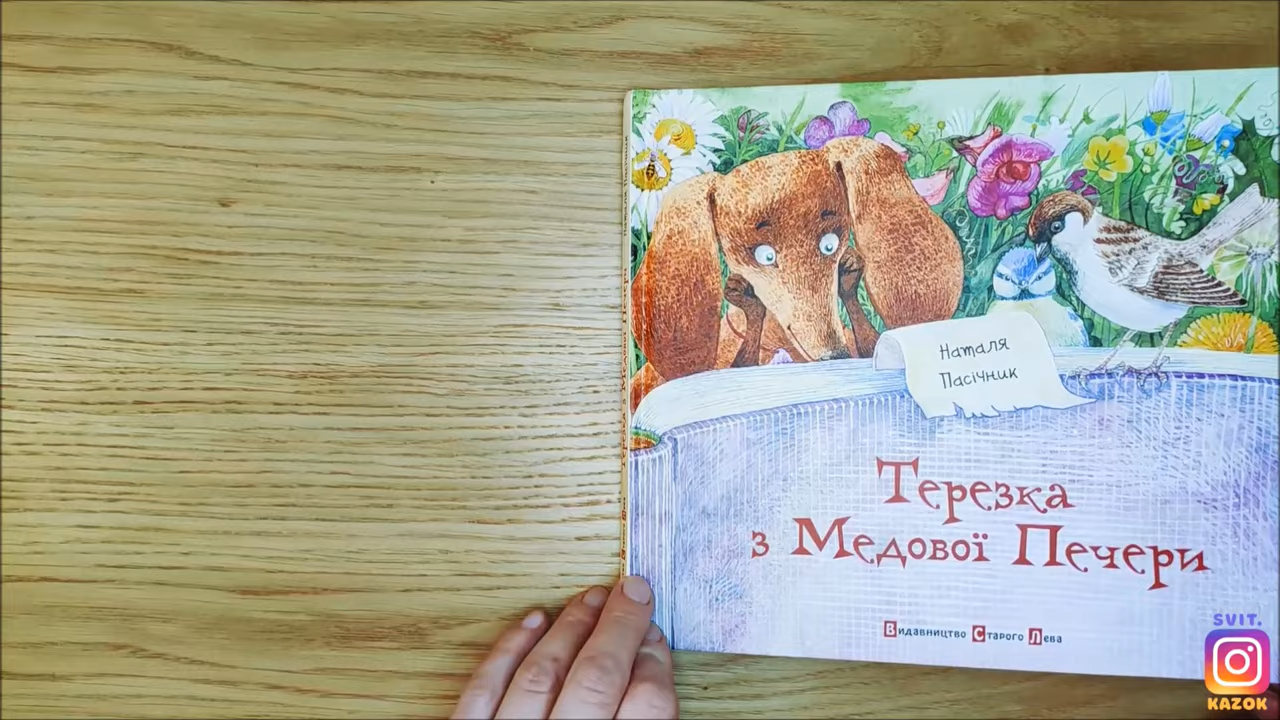 Наталя
Пасічник
Терезка
з Медової Печери
Видавництво Старого Лева
SVIT.
KAZOK